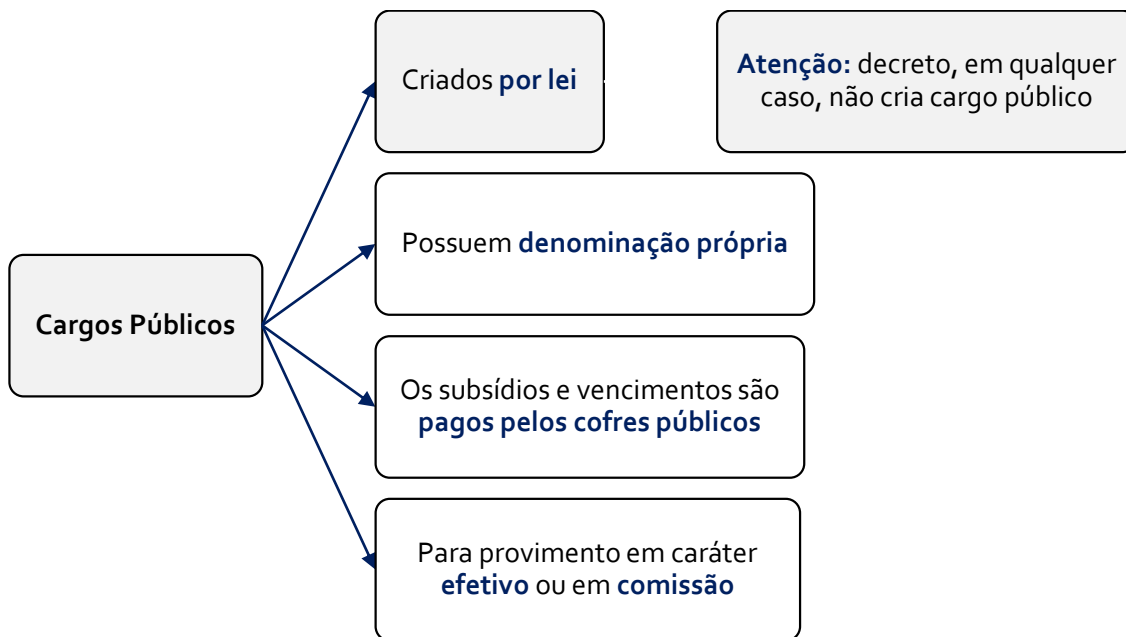 Criados por lei
Atenção: decreto, em qualquer
caso, não cria cargo público
Possuem denominação própria
Cargos Públicos
Os subsídios e vencimentos são
pagos pelos cofres públicos
Para provimento em caráter
efetivo ou em comissão